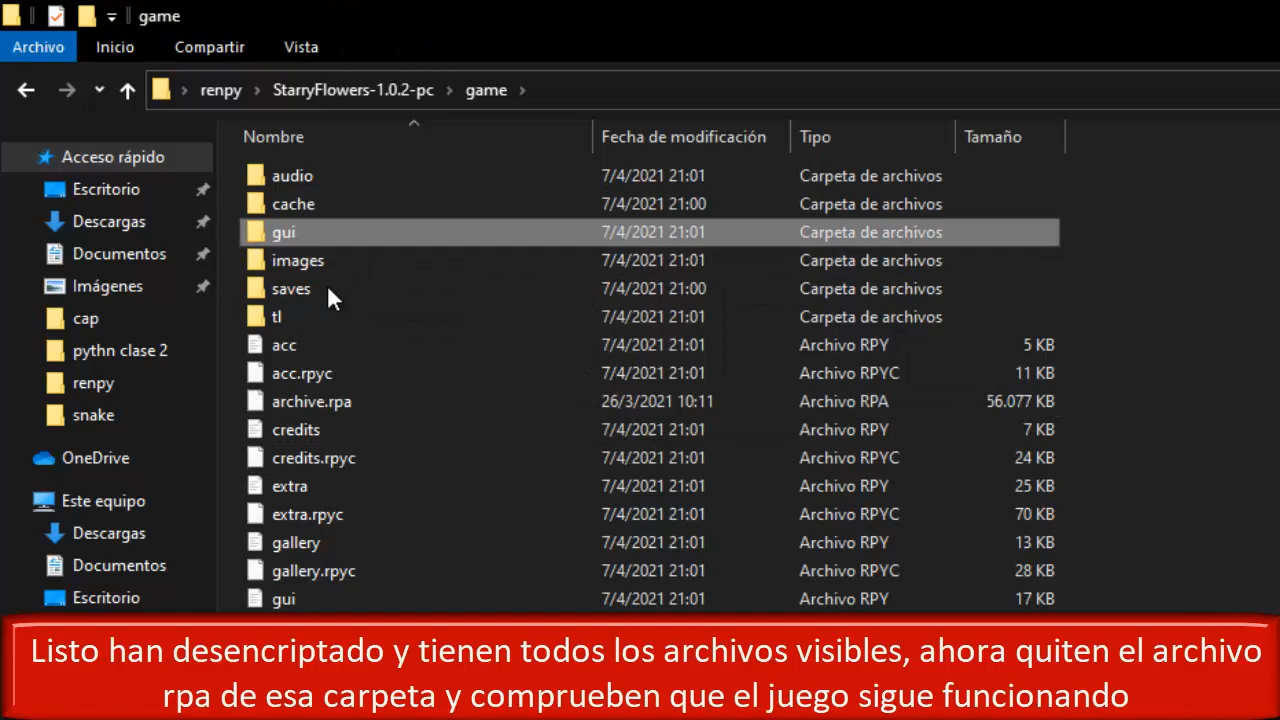 game
Archivo Inicio Compartir Vista
renpy StarryFlowers-1.0.2-pc game
Nombre Fecha de modificación Tipo Tamaño
Acceso rápido
Escritorio
Descargas
Documentos
Imágenes
cap
pythn clase 2
renpy
snake
OneDrive
Este equipo
Descargas
Documentos
Escritorio
audio 7/4/2021 21:01 Carpeta de archivos
cache 7/4/2021 21:00 Carpeta de archivos
gui 7/4/2021 21:01 Carpeta de archivos
images 7/4/2021 21:01 Carpeta de archivos
saves 7/4/2021 21:00 Carpeta de archivos
tl 7/4/2021 21:01 Carpeta de archivos
acc 7/4/2021 21:01 Archivo RPY 5 KB
acc.rpyc 7/4/2021 21:01 Archivo RPYC 11 KB
archive.rpa 26/3/2021 10:11 Archivo RPA 56.077 KB
credits 7/4/2021 21:01 Archivo RPY 7 KB
credits.rpyc 7/4/2021 21:01 Archivo RPYC 24 KB
extra 7/4/2021 21:01 Archivo RPY 25 KB
extra.rpyc 7/4/2021 21:01 Archivo RPYC 70 KB
gallery 7/4/2021 21:01 Archivo RPY 13 KB
gallery.rpyc 7/4/2021 21:01 Archivo RPYC 28 KB
gui 7/4/2021 21:01 Archivo RPY 17 KB
Listo han desencriptado y tienen todos los archivos visibles, ahora quiten el archivo
rpa de esa carpeta y comprueben que el juego sigue funcionando